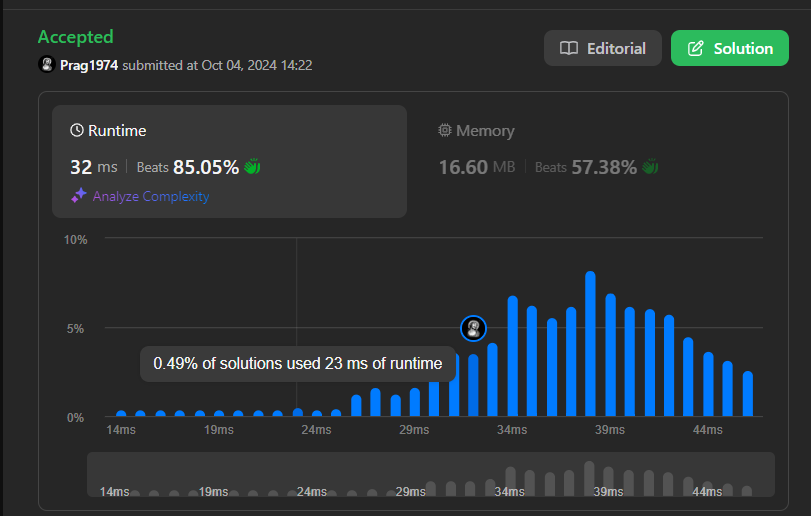 Accepted
Prag1974 submitted at Oct 04, 2024 14:22
Editorial
Solution
Runtime
32 ms Beats 85.05%
Analyze Complexity
Memory
16.60 MB Beats 57.38%
10%
5%
0%
0.49% of solutions used 23 ms of runtime
14ms 19ms 24ms 29ms 34ms 39ms 44ms
14ms 19ms 24ms 29ms 34ms 39ms 44ms